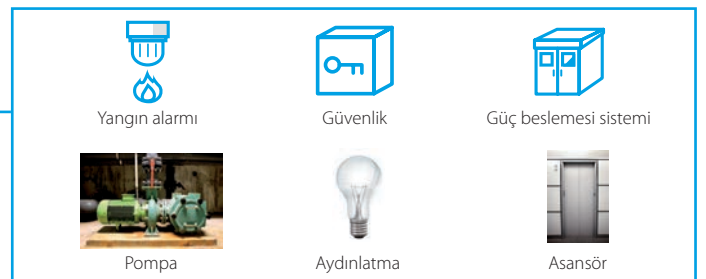 Yangın alarmı
Güvenlik
Güç beslemesi sistemi
Pompa
Aydınlatma
Asansör